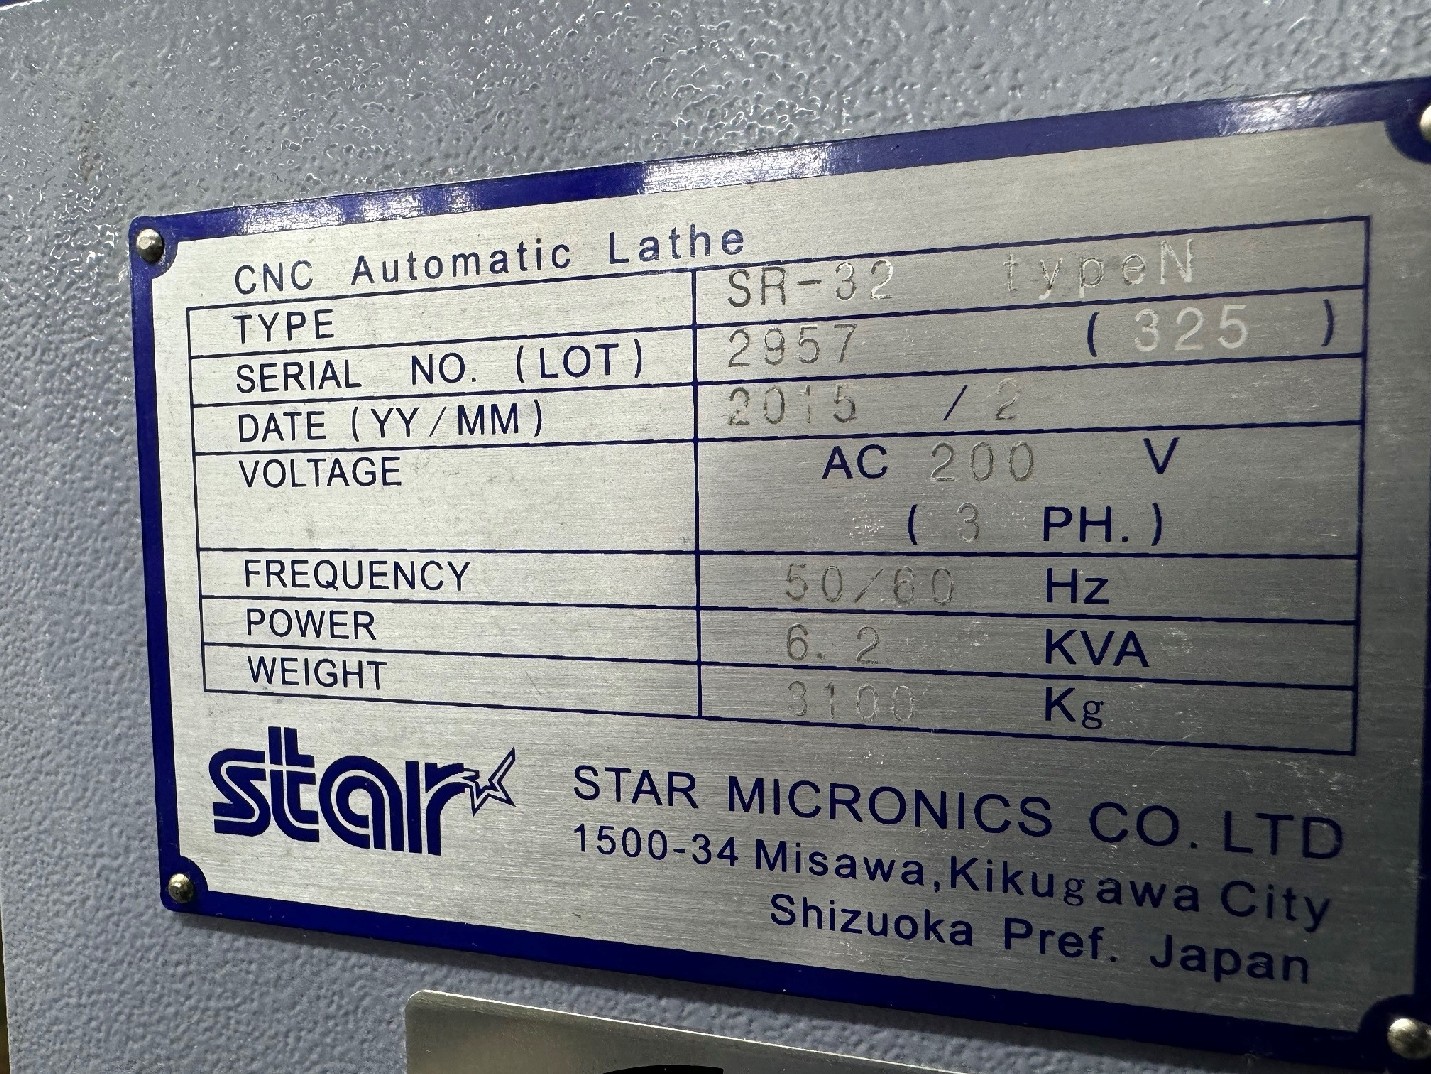 CNC Automatic Lathe
TYPE SR-32 typeN
SERIAL NO. (LOT) 2957 (325)
DATE (YY/MM) 2015 / 2
VOLTAGE AC 200 V
(3 PH.)
FREQUENCY 50/60 Hz
POWER 6.2 KVA
WEIGHT 3100 Kg
star
STAR MICRONICS CO. LTD
1500-34 Misawa, Kikugawa City
Shizuoka Pref. Japan